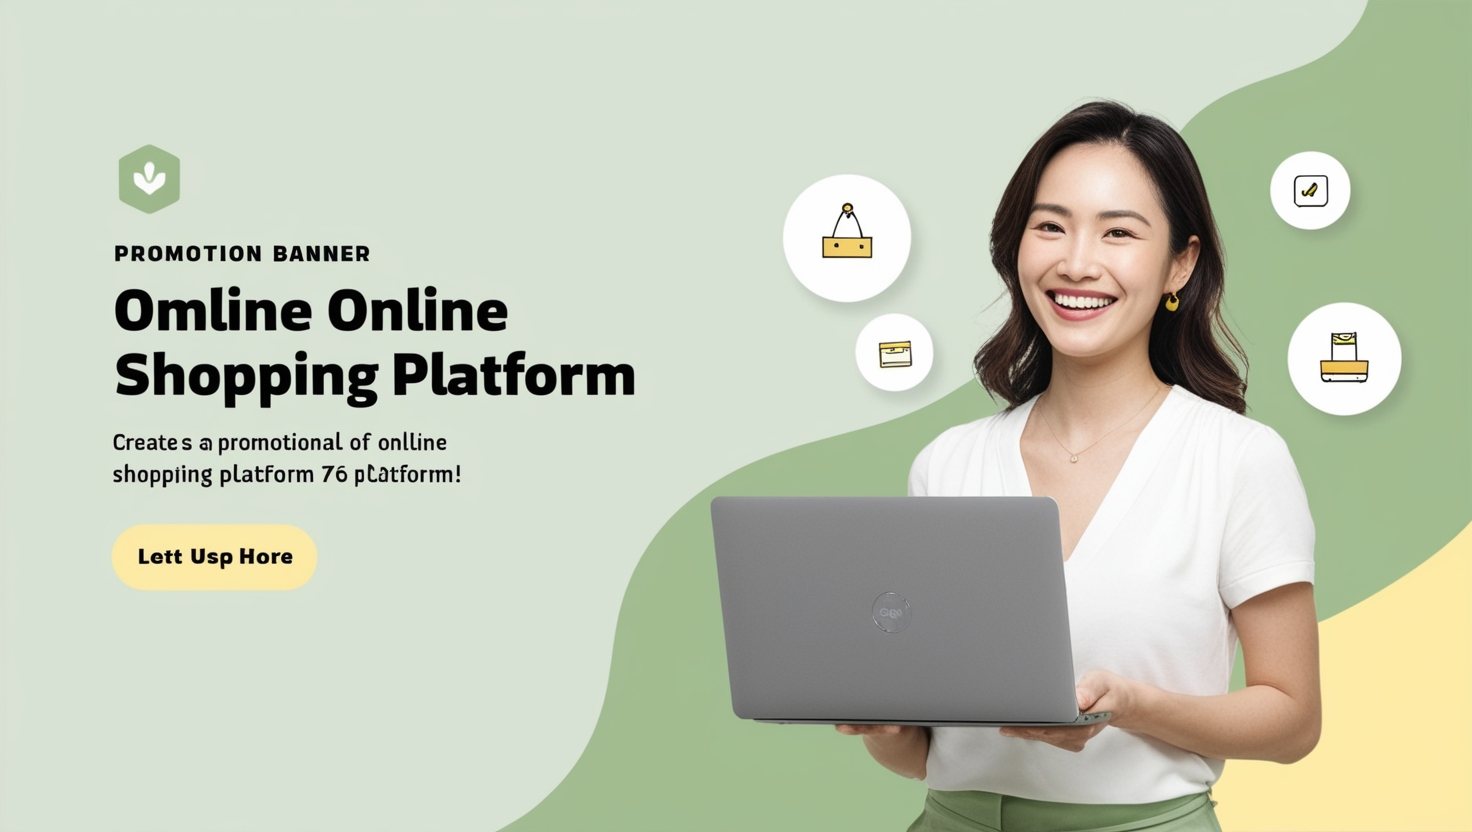 PROMOTION BANNER
Omline Online
Shopping Platform
Creates a promotional of onlline
shoppiing platform 76 platform!
Lett Usp Hore